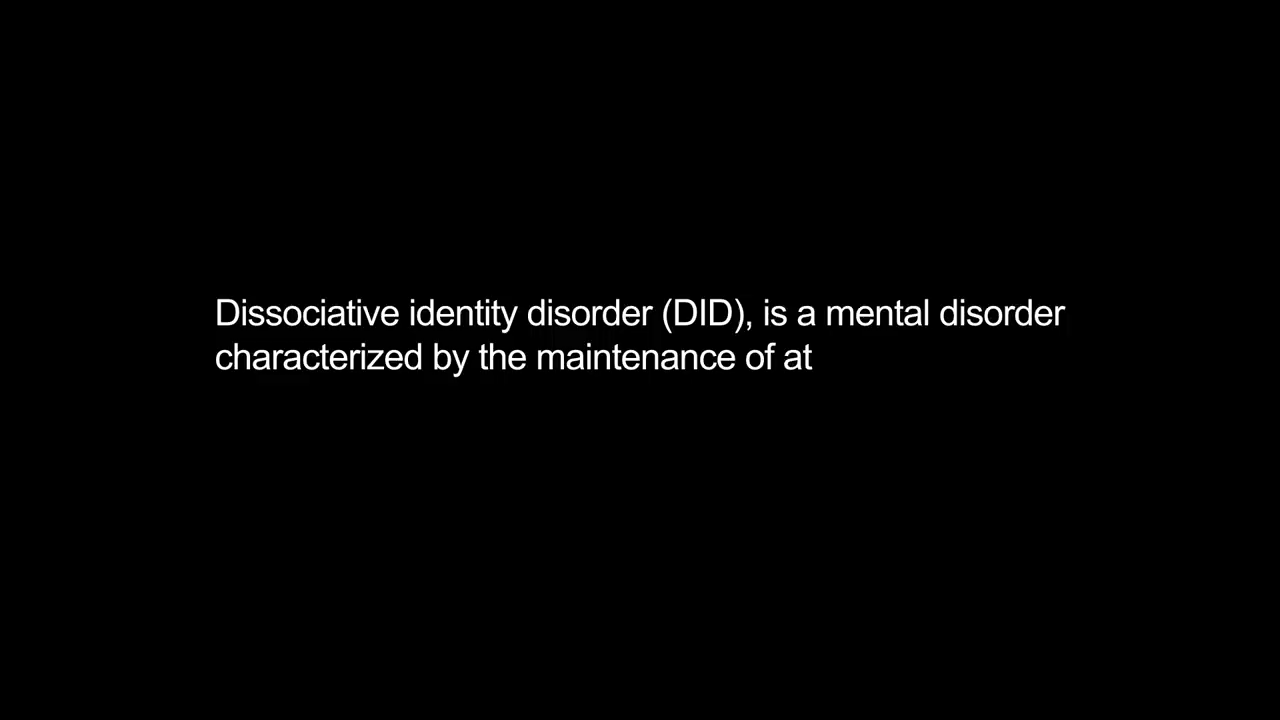 Dissociative identity disorder (DID), is a mental disorder
characterized by the maintenance of at